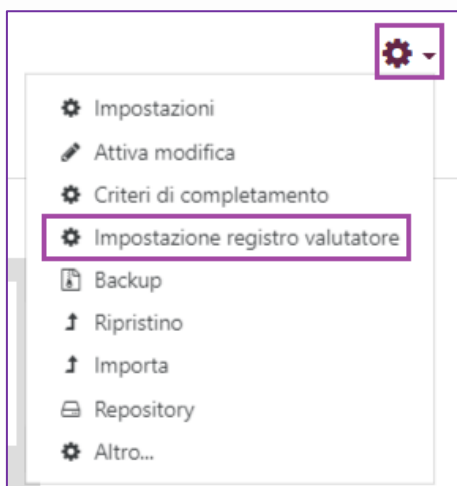 Impostazioni
Attiva modifica
Criteri di completamento
Impostazione registro valutatore
Backup
Ripristino
Importa
Repository
Altro...